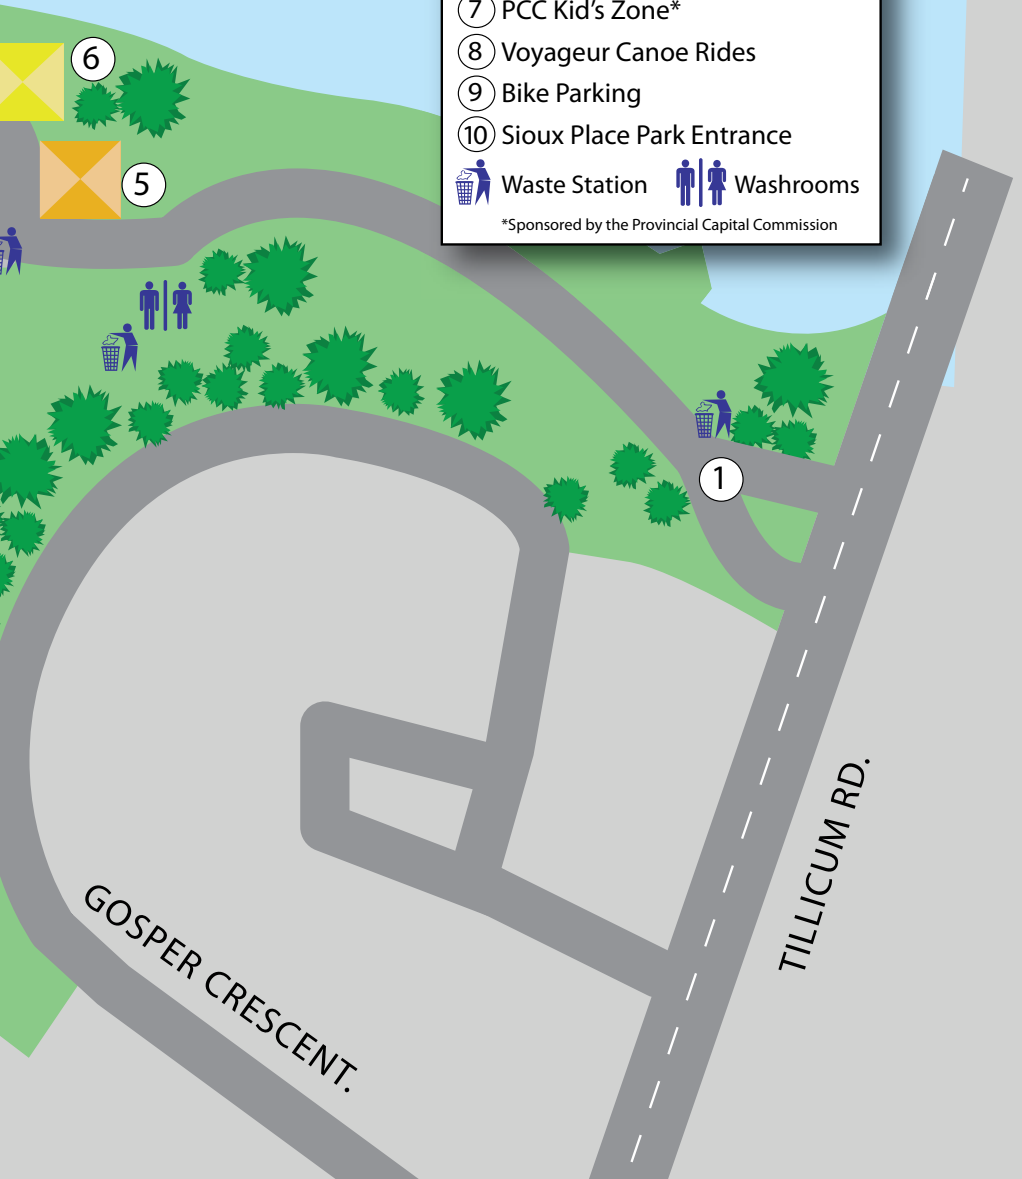 7 PCC Kid's Zone*
8 Voyageur Canoe Rides
9 Bike Parking
10 Sioux Place Park Entrance
Waste Station Washrooms
*Sponsored by the Provincial Capital Commission
6
5
1
TILLICUM RD.
GOSPER CRESCENT.